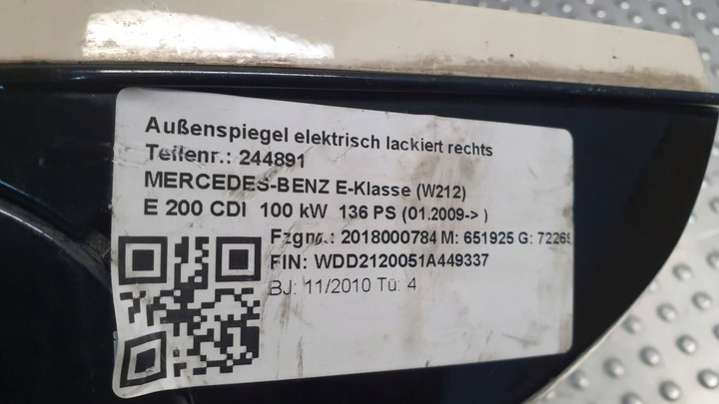 Außenspiegel elektrisch lackiert rechts
Teilenr.: 244891
MERCEDES-BENZ E-Klasse (W212)
E 200 CDI 100 kW 136 PS (01.2009-> )
Fzgnr.: 2018000784 M: 651925 G: 72269
FIN: WDD2120051A449337
BJ: 11/2010 Tü: 4